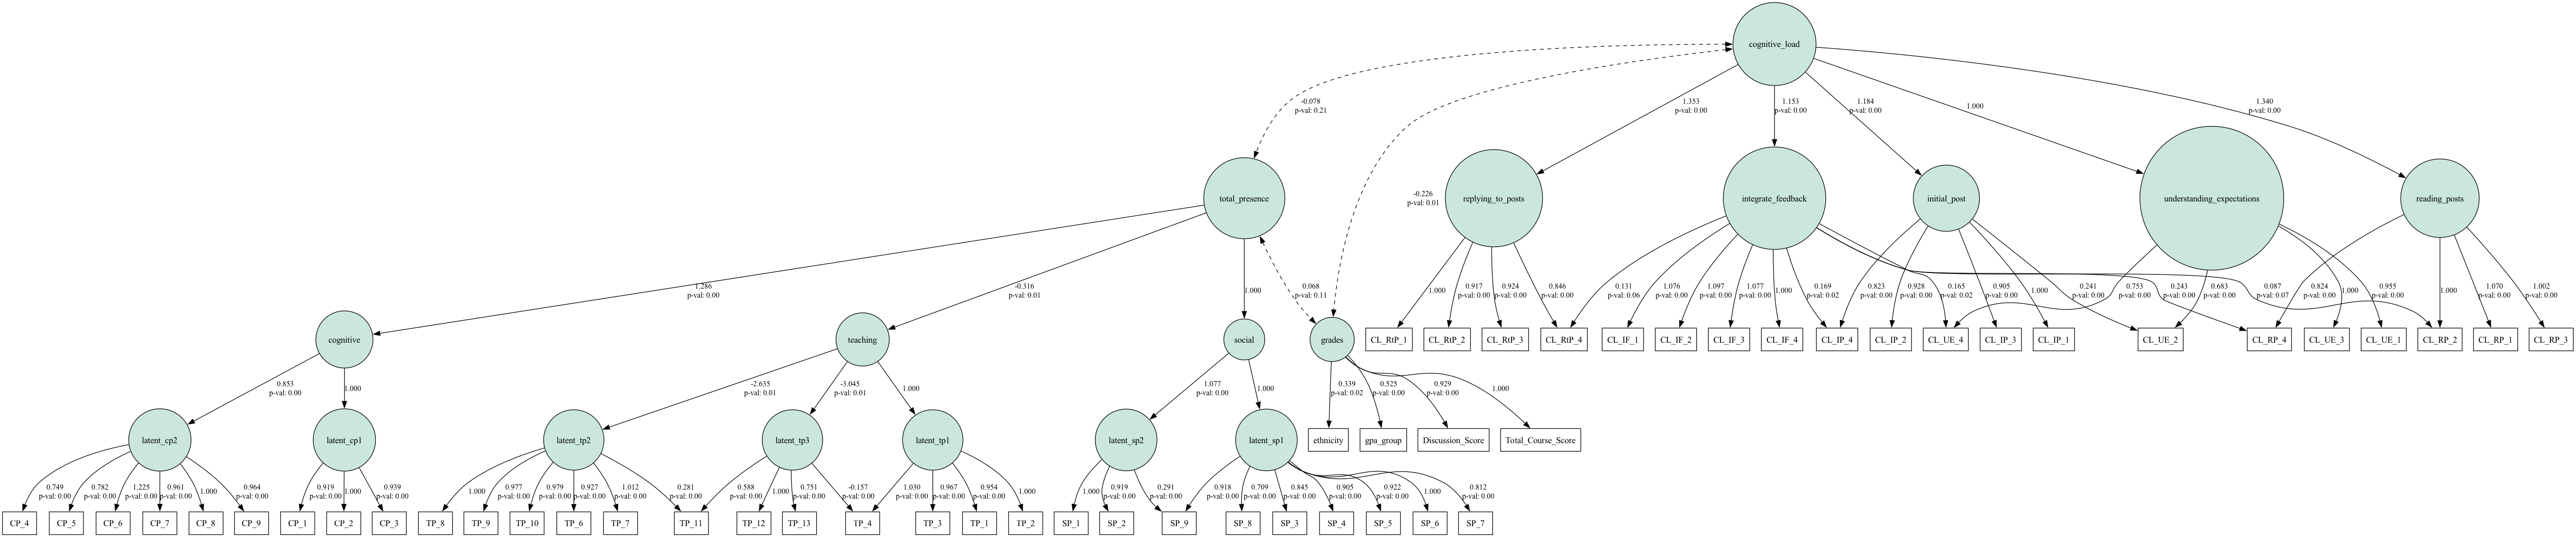 cognitive_load
-0.078
p-val: 0.21
1.353
p-val: 0.00
1.153
p-val: 0.00
1.184
p-val: 0.00
1.000
1.340
p-val: 0.00
total_presence
-0.226
p-val: 0.01
replying_to_posts
integrate_feedback
initial_post
understanding_expectations
reading_posts
1.286
p-val: 0.00
-0.316
p-val: 0.01
1.000
0.068
p-val: 0.11
1.000
0.917
p-val: 0.00
0.924
p-val: 0.00
0.846
p-val: 0.00
0.131
p-val: 0.06
1.076
p-val: 0.00
1.097
p-val: 0.00
1.077
p-val: 0.00
1.000
0.169
p-val: 0.02
0.823
p-val: 0.00
0.928
p-val: 0.00
0.165
p-val: 0.02
0.905
p-val: 0.00
1.000
0.241
p-val: 0.00
0.753
p-val: 0.00
0.683
p-val: 0.00
0.243
p-val: 0.00
0.087
p-val: 0.07
0.824
p-val: 0.00
1.000
0.955
p-val: 0.00
1.000
1.070
p-val: 0.00
1.002
p-val: 0.00
cognitive
teaching
social
grades
CL_RtP_1
CL_RtP_2
CL_RtP_3
CL_RtP_4
CL_IF_1
CL_IF_2
CL_IF_3
CL_IF_4
CL_IP_4
CL_IP_2
CL_UE_4
CL_IP_3
CL_IP_1
CL_UE_2
CL_RP_4
CL_UE_3
CL_UE_1
CL_RP_2
CL_RP_1
CL_RP_3
0.853
p-val: 0.00
1.000
-2.635
p-val: 0.01
-3.045
p-val: 0.01
1.000
1.077
p-val: 0.00
1.000
0.339
p-val: 0.02
0.525
p-val: 0.00
0.929
p-val: 0.00
1.000
latent_cp2
latent_cp1
latent_tp2
latent_tp3
latent_tp1
latent_sp2
latent_sp1
ethnicity
gpa_group
Discussion_Score
Total_Course_Score
0.749
p-val: 0.00
0.782
p-val: 0.00
1.225
p-val: 0.00
0.961
p-val: 0.00
1.000
0.964
p-val: 0.00
0.919
p-val: 0.00
1.000
0.939
p-val: 0.00
1.000
0.977
p-val: 0.00
0.979
p-val: 0.00
0.927
p-val: 0.00
1.012
p-val: 0.00
0.281
p-val: 0.00
0.588
p-val: 0.00
1.000
0.751
p-val: 0.00
-0.157
p-val: 0.00
1.030
p-val: 0.00
0.967
p-val: 0.00
0.954
p-val: 0.00
1.000
1.000
0.919
p-val: 0.00
0.291
p-val: 0.00
0.918
p-val: 0.00
0.709
p-val: 0.00
0.845
p-val: 0.00
0.905
p-val: 0.00
0.922
p-val: 0.00
1.000
0.812
p-val: 0.00
CP_4
CP_5
CP_6
CP_7
CP_8
CP_9
CP_1
CP_2
CP_3
TP_8
TP_9
TP_10
TP_6
TP_7
TP_11
TP_12
TP_13
TP_4
TP_3
TP_1
TP_2
SP_1
SP_2
SP_9
SP_8
SP_3
SP_4
SP_5
SP_6
SP_7